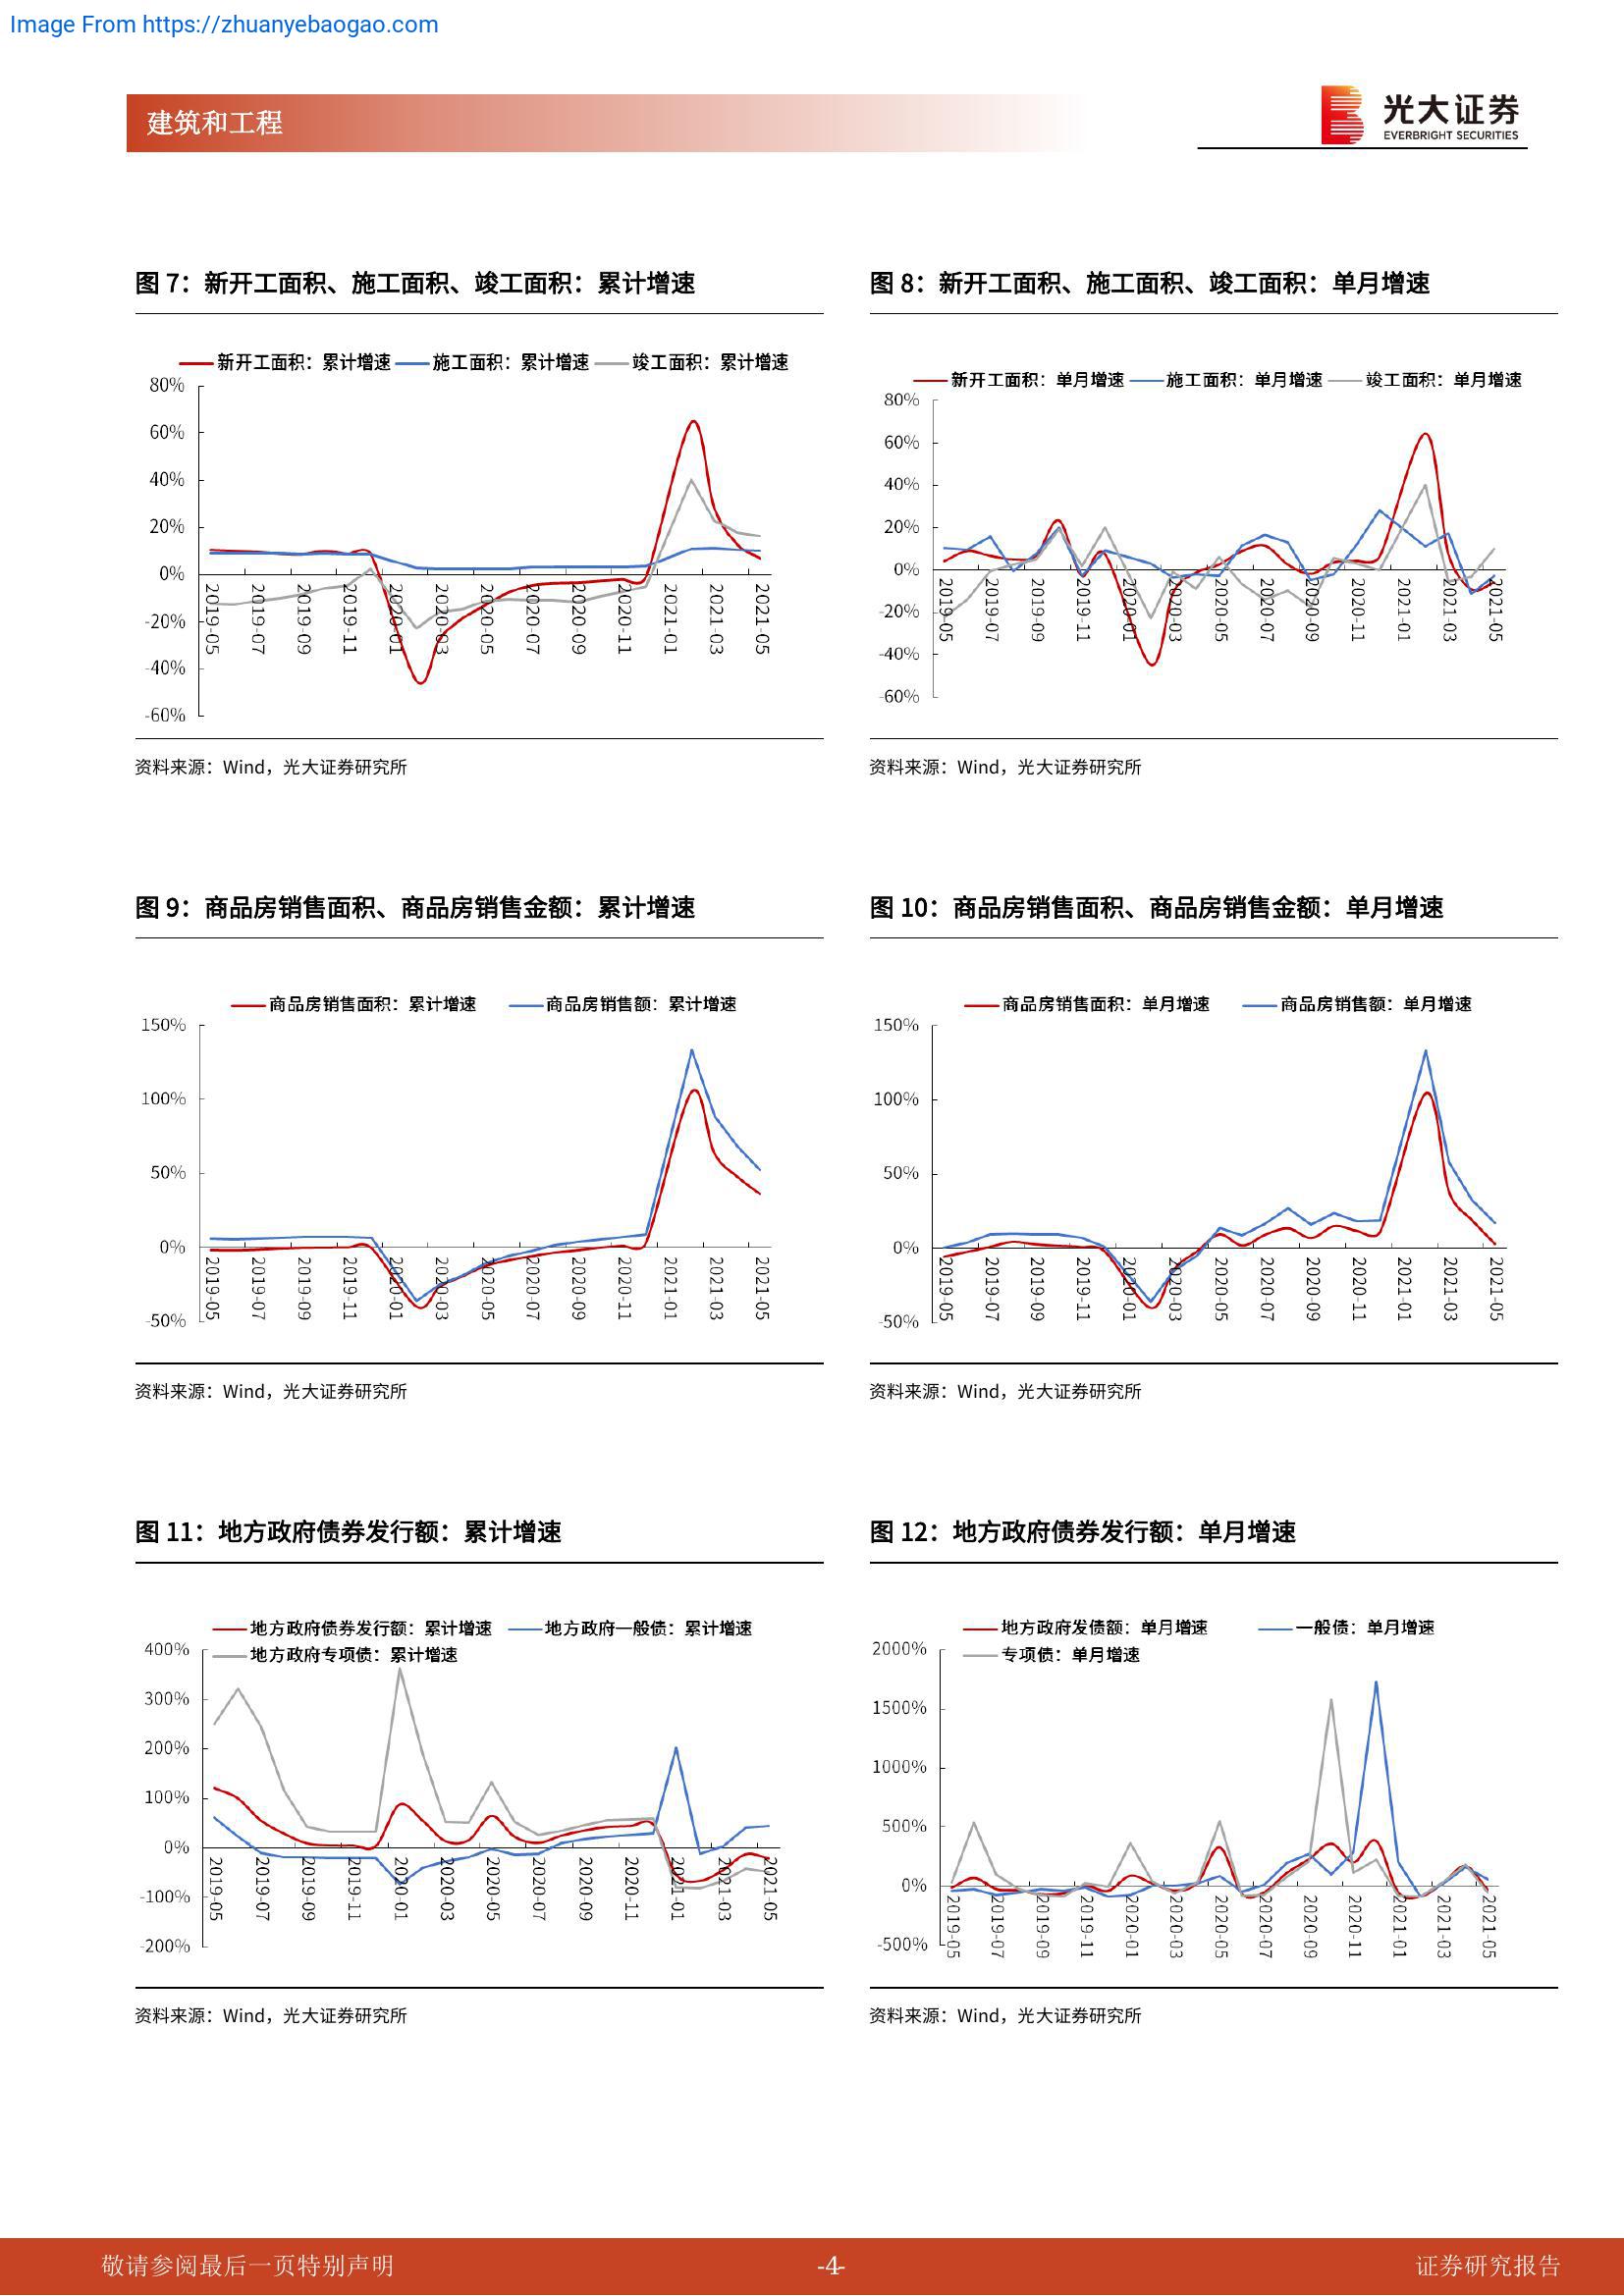 Image From https://zhuanyebaogao.com
建筑和工程
光大证券
EVERBRIGHT SECURITIES
图 7：新开工面积、施工面积、竣工面积：累计增速
新开工面积：累计增速 施工面积：累计增速 竣工面积：累计增速
80%
60%
40%
20%
0%
-20%
-40%
-60%
2019-05 2019-07 2019-09 2019-11 2020-01 2020-03 2020-05 2020-07 2020-09 2020-11 2021-01 2021-03 2021-05
资料来源：Wind，光大证券研究所
图 8：新开工面积、施工面积、竣工面积：单月增速
新开工面积：单月增速 施工面积：单月增速 竣工面积：单月增速
80%
60%
40%
20%
0%
-20%
-40%
-60%
2019-05 2019-07 2019-09 2019-11 2020-01 2020-03 2020-05 2020-07 2020-09 2020-11 2021-01 2021-03 2021-05
资料来源：Wind，光大证券研究所
图 9：商品房销售面积、商品房销售金额：累计增速
商品房销售面积：累计增速 商品房销售额：累计增速
150%
100%
50%
0%
-50%
2019-05 2019-07 2019-09 2019-11 2020-01 2020-03 2020-05 2020-07 2020-09 2020-11 2021-01 2021-03 2021-05
资料来源：Wind，光大证券研究所
图 10：商品房销售面积、商品房销售金额：单月增速
商品房销售面积：单月增速 商品房销售额：单月增速
150%
100%
50%
0%
-50%
2019-05 2019-07 2019-09 2019-11 2020-01 2020-03 2020-05 2020-07 2020-09 2020-11 2021-01 2021-03 2021-05
资料来源：Wind，光大证券研究所
图 11：地方政府债券发行额：累计增速
地方政府债券发行额：累计增速 地方政府一般债：累计增速
地方政府专项债：累计增速
400%
300%
200%
100%
0%
-100%
-200%
2019-05 2019-07 2019-09 2019-11 2020-01 2020-03 2020-05 2020-07 2020-09 2020-11 2021-01 2021-03 2021-05
资料来源：Wind，光大证券研究所
图 12：地方政府债券发行额：单月增速
地方政府发债额：单月增速 一般债：单月增速
专项债：单月增速
2000%
1500%
1000%
500%
0%
-500%
2019-05 2019-07 2019-09 2019-11 2020-01 2020-03 2020-05 2020-07 2020-09 2020-11 2021-01 2021-03 2021-05
资料来源：Wind，光大证券研究所
敬请参阅最后一页特别声明 -4- 证券研究报告